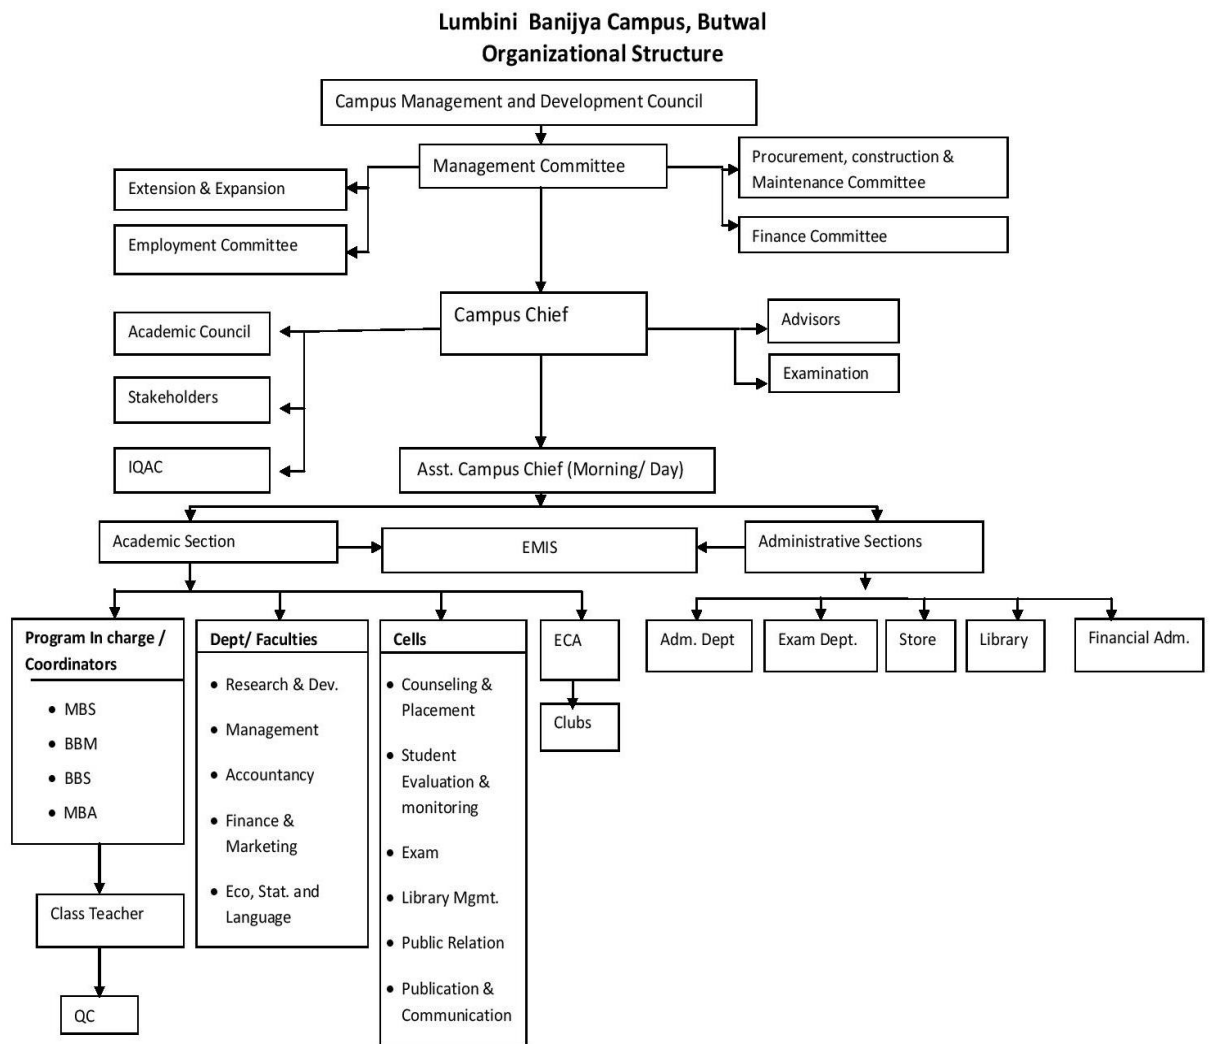 Lumbini Banijya Campus, Butwal
Organizational Structure
Campus Management and Development Council
Management Committee
Procurement, construction &
Maintenance Committee
Extension & Expansion
Employment Committee
Finance Committee
Campus Chief
Academic Council
Advisors
Stakeholders
Examination
IQAC
Asst. Campus Chief (Morning/ Day)
Academic Section
EMIS
Administrative Sections
Program In charge /
Coordinators
• MBS
• BBM
• BBS
• MBA
Class Teacher
QC
Dept/ Faculties
• Research & Dev.
• Management
• Accountancy
• Finance &
Marketing
• Eco, Stat. and
Language
Cells
• Counseling &
Placement
• Student
Evaluation &
monitoring
• Exam
• Library Mgmt.
• Public Relation
• Publication &
Communication
ECA
Clubs
Adm. Dept
Exam Dept.
Store
Library
Financial Adm.